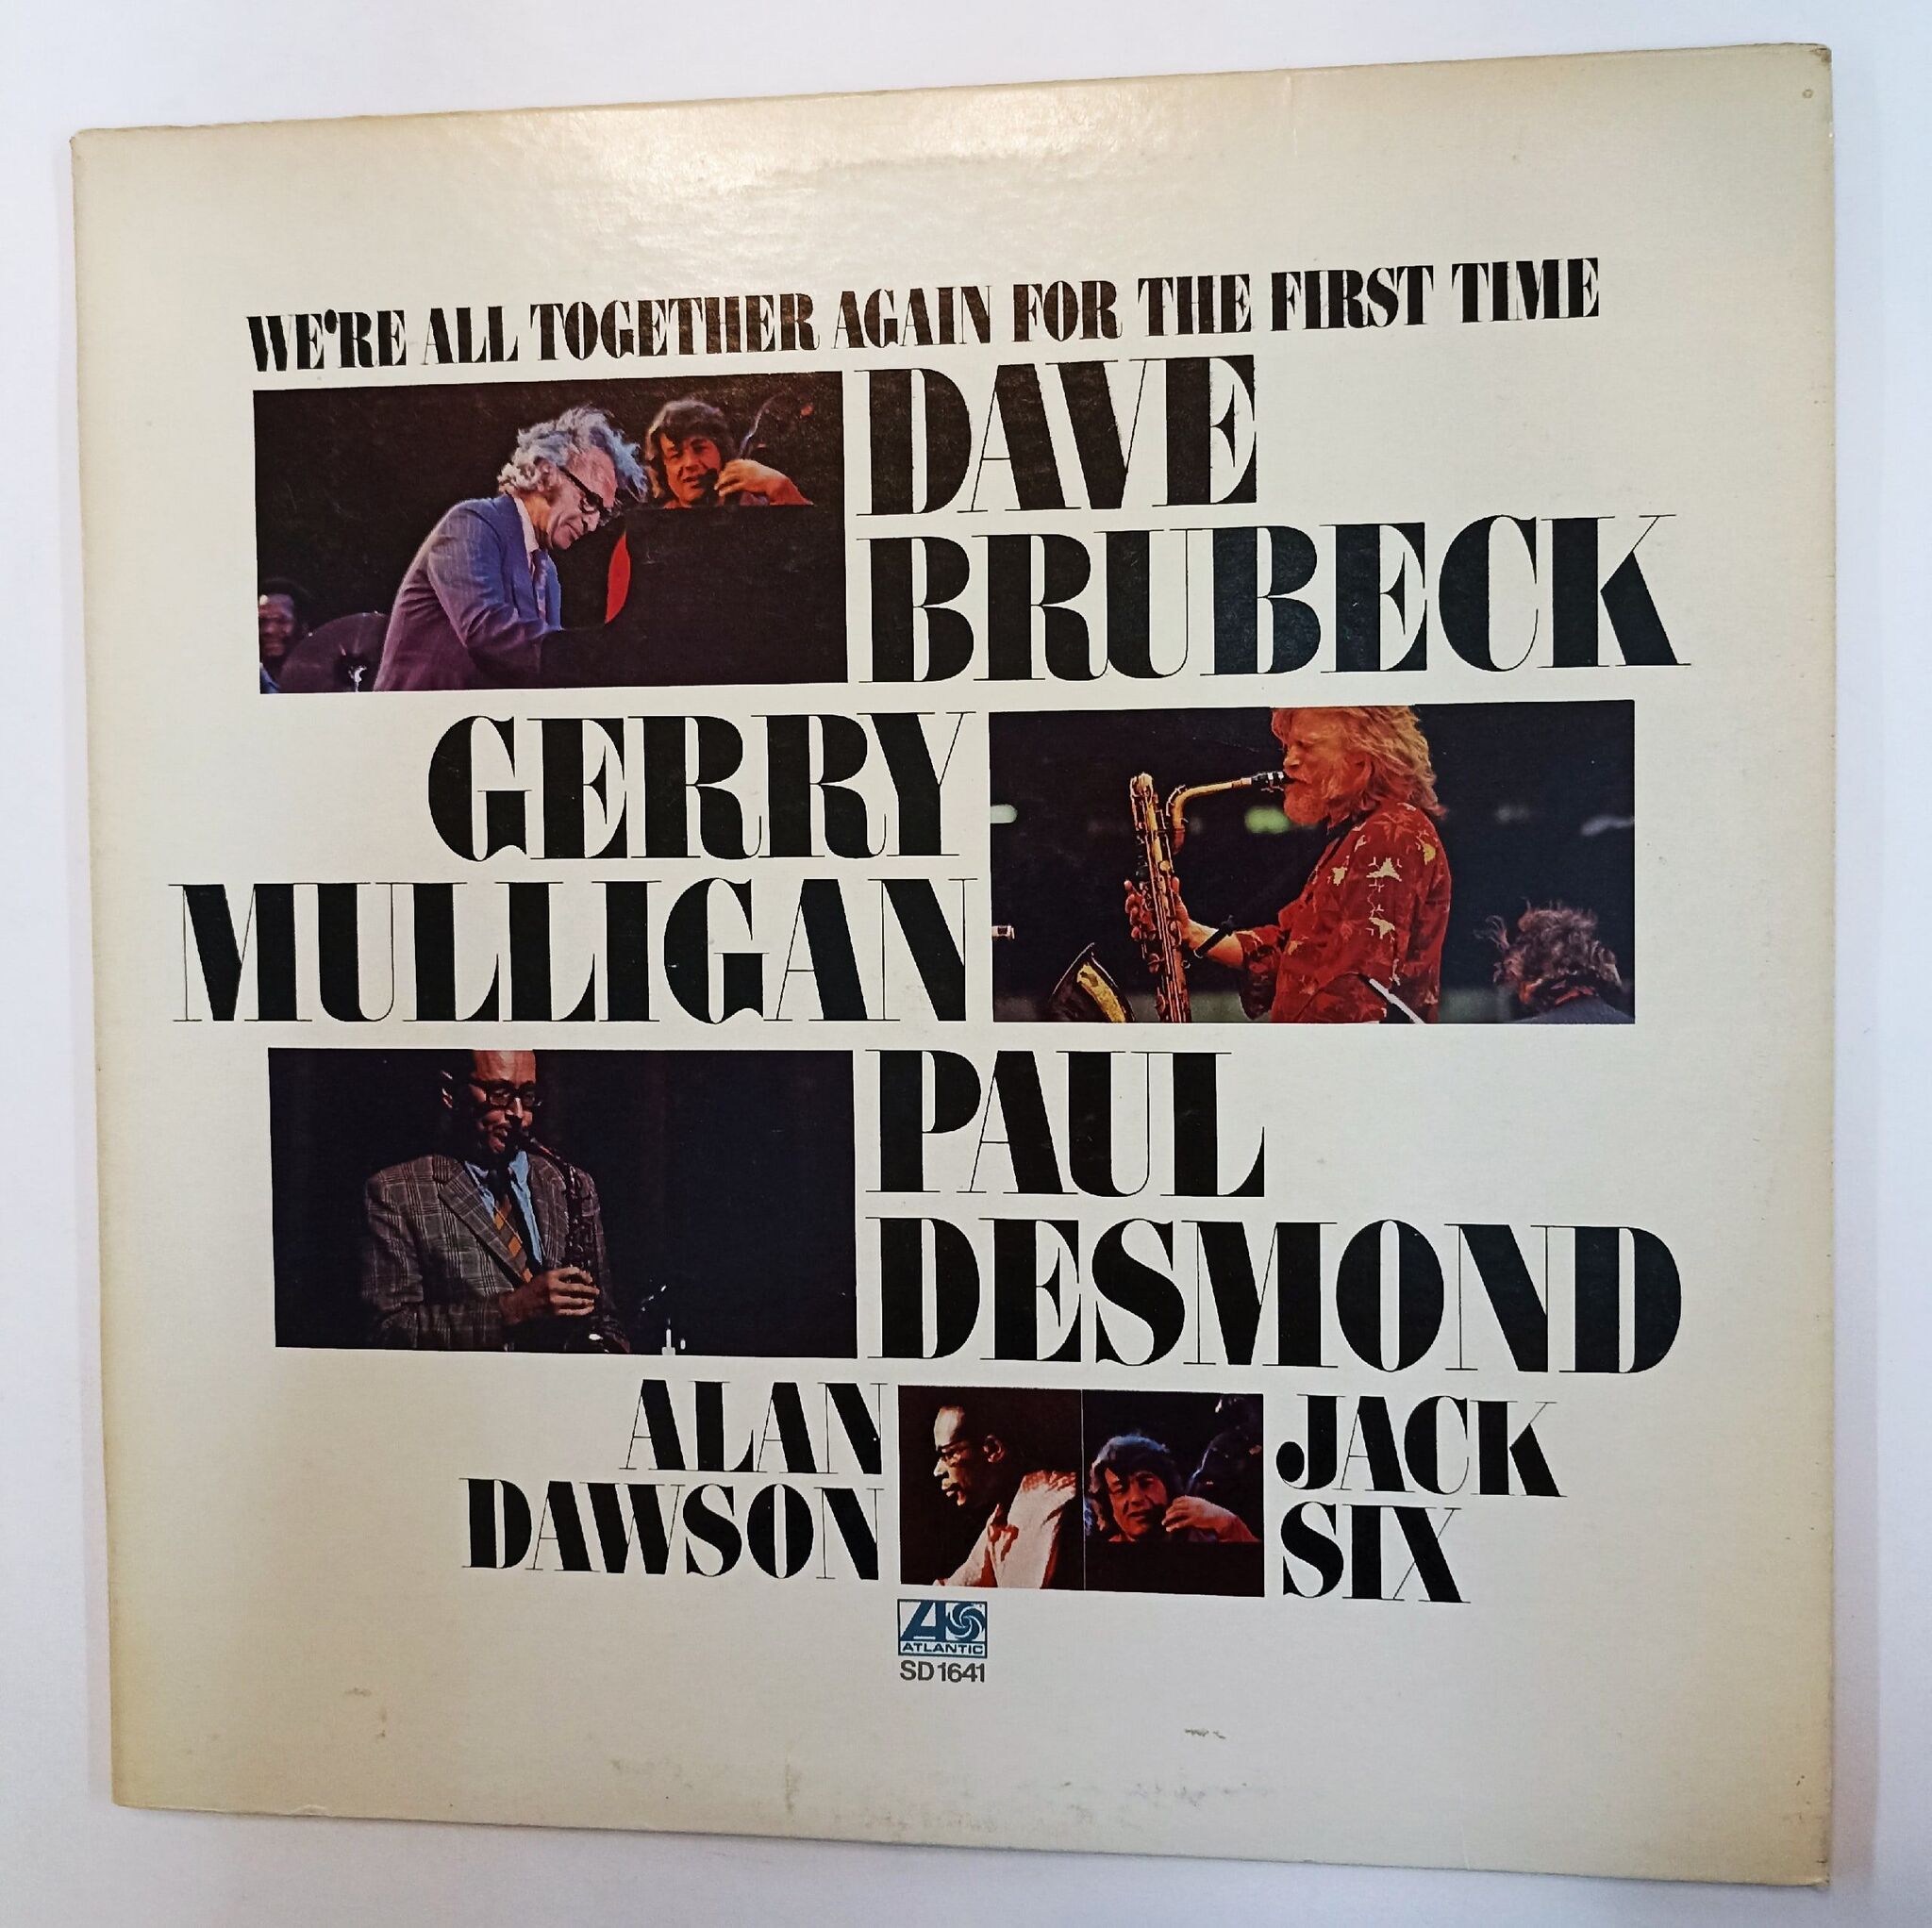 WE'RE ALL TOGETHER AGAIN FOR THE FIRST TIME
DAVE
BRUBECK
GERRY
MULLIGAN
PAUL
DESMOND
ALAN
DAWSON
JACK
SIX
ATLANTIC
SD 1641